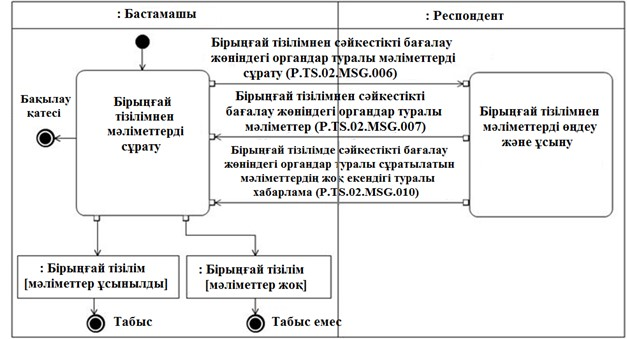 : Бастамашы
: Респондент
Бірыңғай тізілімнен сәйкестікті бағалау
жөніндегі органдар туралы мәліметтерді
сұрату (P.TS.02.MSG.006)
Бақылау
қатесі
Бірыңғай
тізілімнен
мәліметтерді
сұрату
Бірыңғай тізілімнен сәйкестікті
бағалау жөніндегі органдар туралы
мәліметтер (P.TS.02.MSG.007)
Бірыңғай тізілімнен
мәліметтерді өңдеу
және ұсыну
Бірыңғай тізілімде сәйкестікті бағалау
жөніндегі органдар туралы сұратылатын
мәліметтердің жоқ екендігі туралы
хабарлама (P.TS.02.MSG.010)
: Бірыңғай тізілім
[мәліметтер ұсынылды]
: Бірыңғай тізілім
[мәліметтер жоқ]
Табыс
Табыс емес